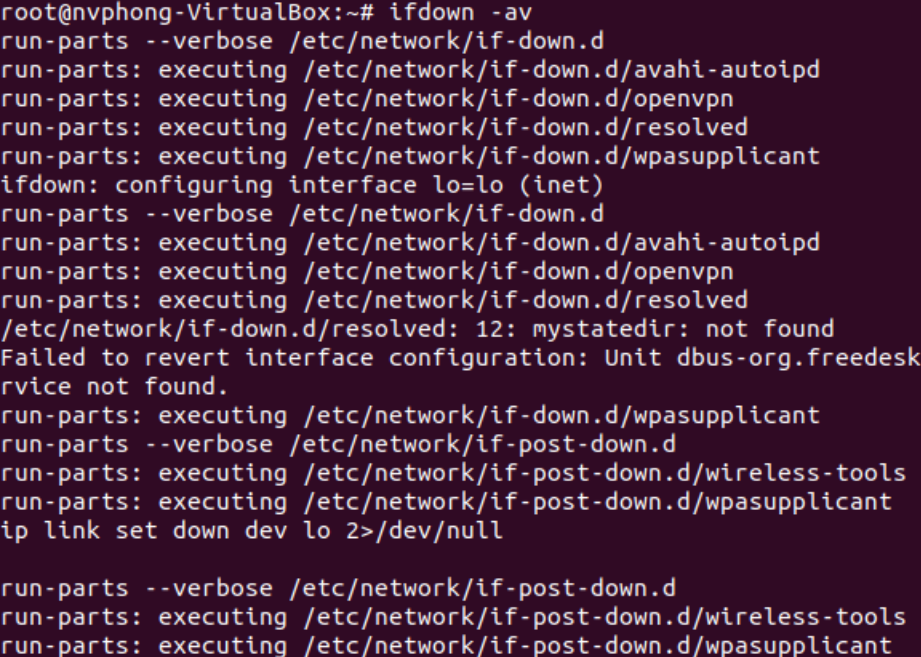 root@nvphong-VirtualBox:~# ifdown -av
run-parts --verbose /etc/network/if-down.d
run-parts: executing /etc/network/if-down.d/avahi-autoipd
run-parts: executing /etc/network/if-down.d/openvpn
run-parts: executing /etc/network/if-down.d/resolved
run-parts: executing /etc/network/if-down.d/wpasupplicant
ifdown: configuring interface lo=lo (inet)
run-parts --verbose /etc/network/if-down.d
run-parts: executing /etc/network/if-down.d/avahi-autoipd
run-parts: executing /etc/network/if-down.d/openvpn
run-parts: executing /etc/network/if-down.d/resolved
/etc/network/if-down.d/resolved: 12: mystatedir: not found
Failed to revert interface configuration: Unit dbus-org.freedesk
rvice not found.
run-parts: executing /etc/network/if-down.d/wpasupplicant
run-parts --verbose /etc/network/if-post-down.d
run-parts: executing /etc/network/if-post-down.d/wireless-tools
run-parts: executing /etc/network/if-post-down.d/wpasupplicant
ip link set down dev lo 2>/dev/null
run-parts --verbose /etc/network/if-post-down.d
run-parts: executing /etc/network/if-post-down.d/wireless-tools
run-parts: executing /etc/network/if-post-down.d/wpasupplicant